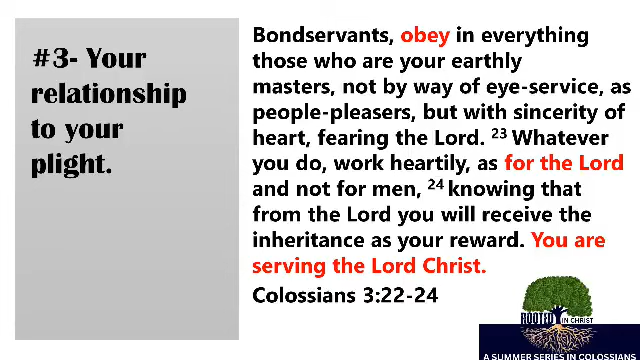 #3- Your
relationship
to your
plight.
Bondservants, obey in everything
those who are your earthly
masters, not by way of eye-service, as
people-pleasers, but with sincerity of
heart, fearing the Lord. 23 Whatever
you do, work heartily, as for the Lord
and not for men, 24 knowing that
from the Lord you will receive the
inheritance as your reward. You are
serving the Lord Christ.
Colossians 3:22-24
ROOTED IN CHRIST
A SUMMER SERIES IN COLOSSIANS